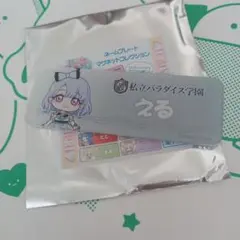 ネームプレート
マグネットコレクション
私立パラダイス学園
える